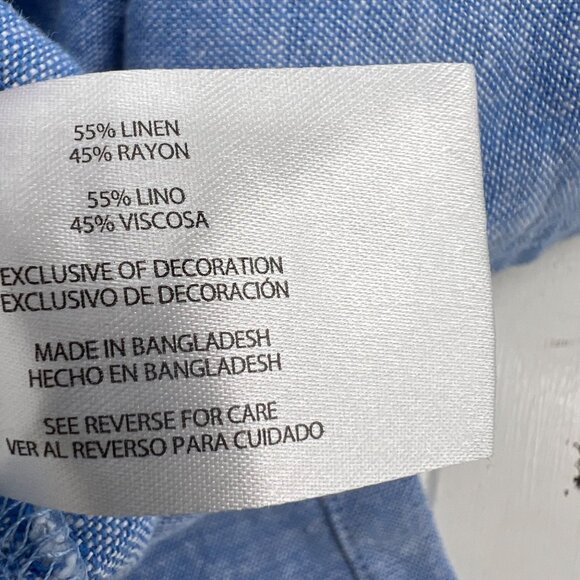 55% LINEN
45% RAYON
55% LINO
45% VISCOSA
EXCLUSIVE OF DECORATION
EXCLUSIVO DE DECORACIÓN
MADE IN BANGLADESH
HECHO EN BANGLADESH
SEE REVERSE FOR CARE
VER AL REVERSO PARA CUIDADO